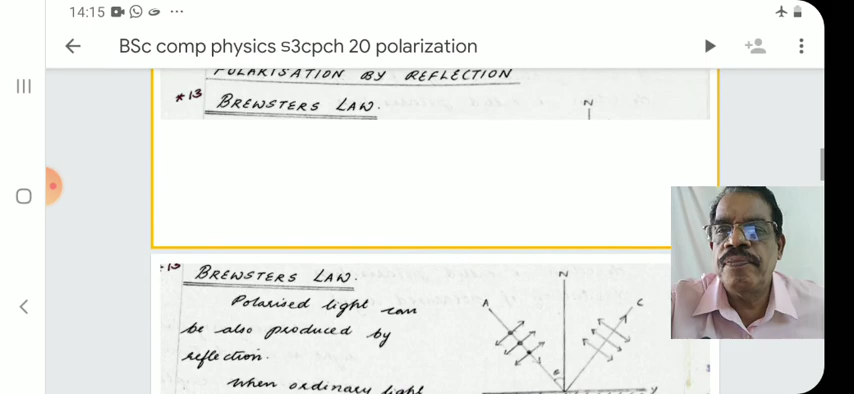 14:15
BSc comp physics s3cpch 20 polarization
POLARISATION BY REFLECTION
*13 BREWSTERS LAW.
N
BREWSTERS LAW.
Polarised light can
be also produced by
reflection.
When ordinary light
N
A
C
θ
Y